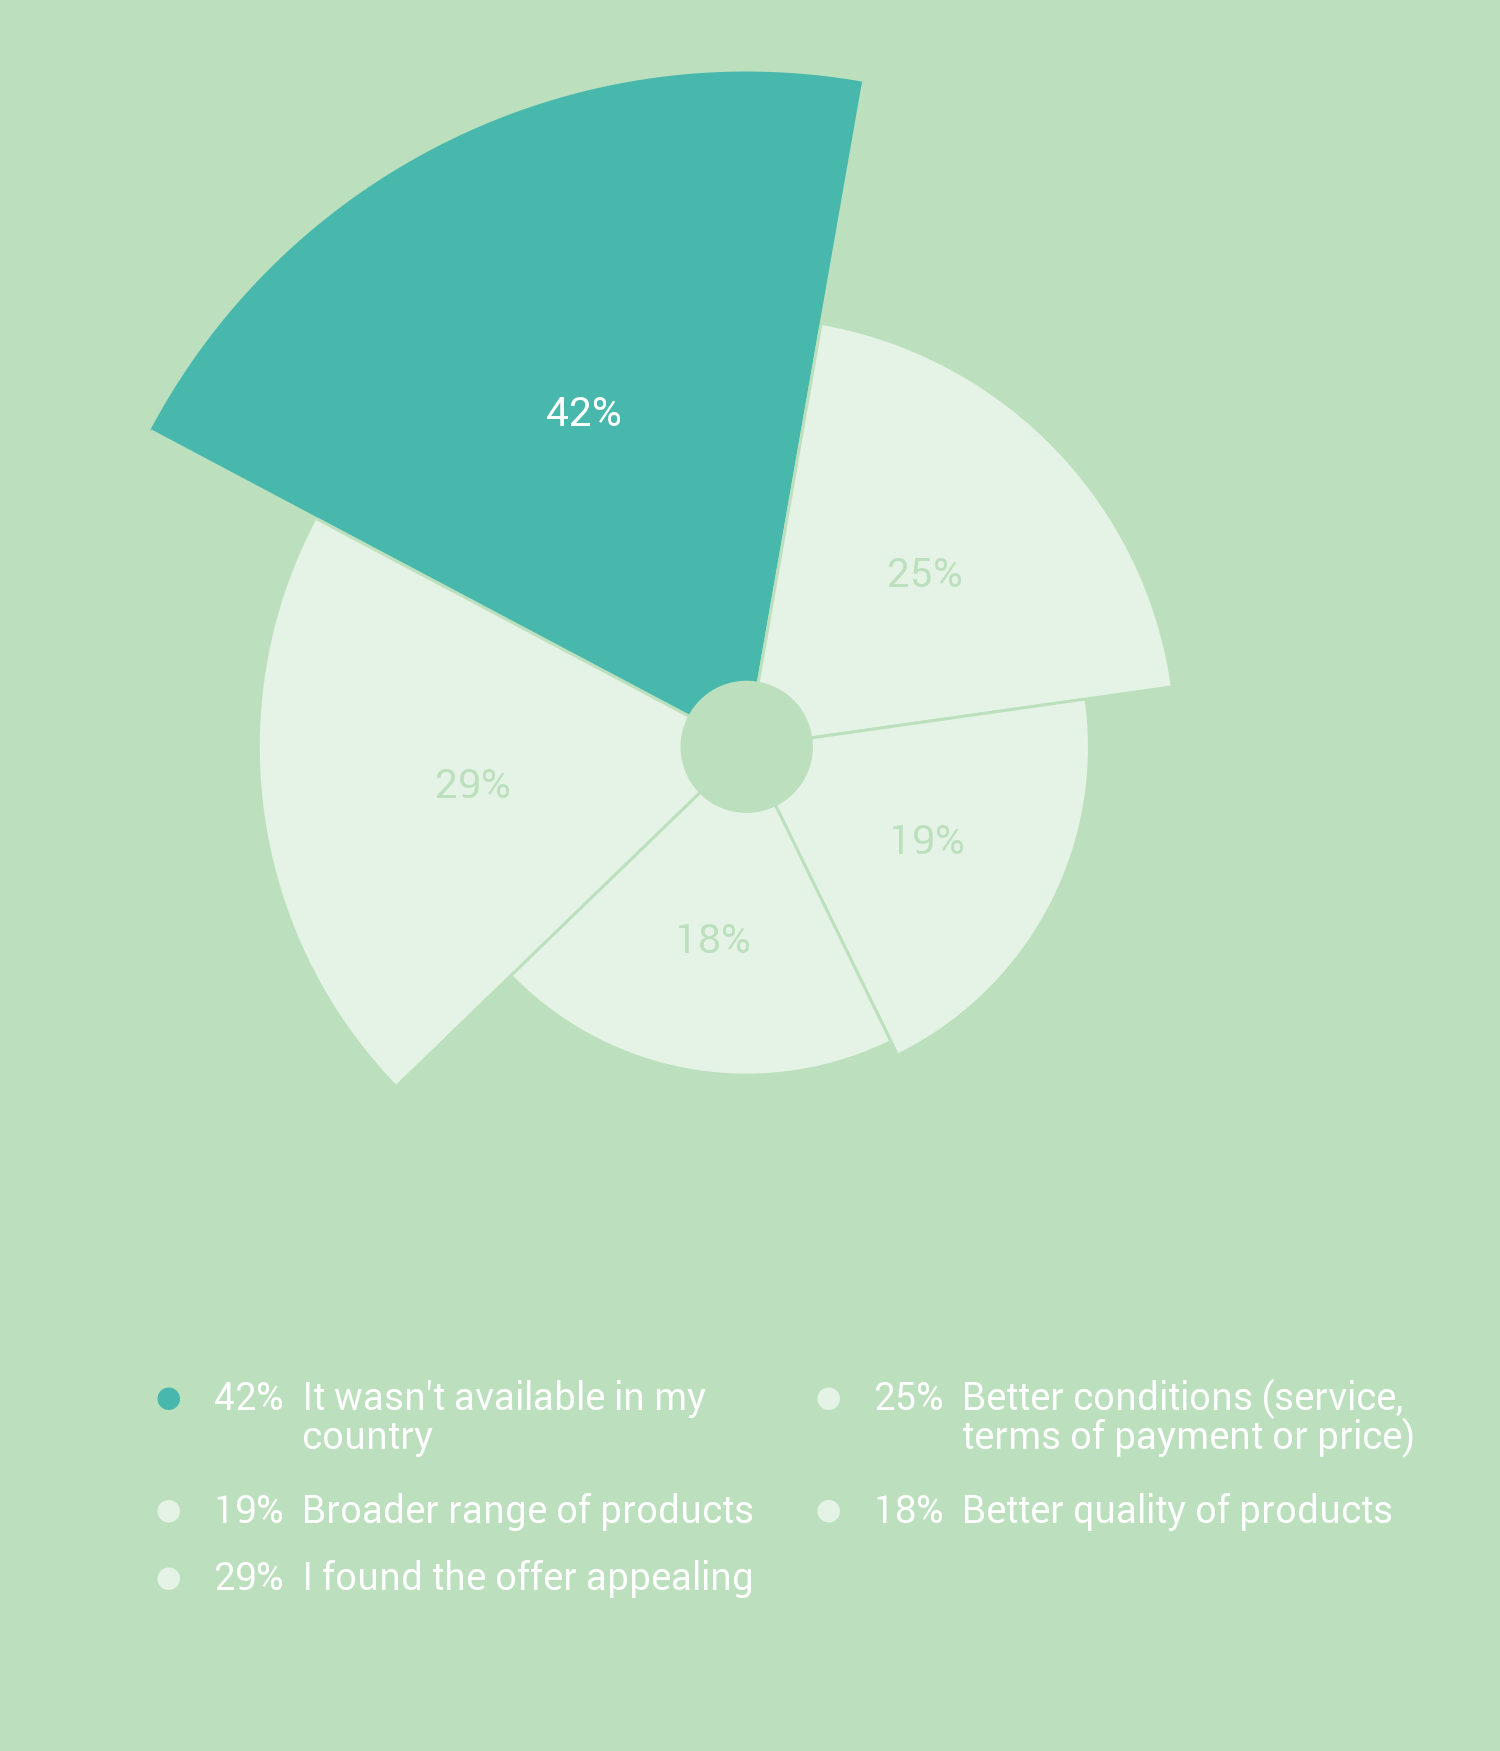 42%
25%
29%
19%
18%
42% It wasn't available in my
country
25% Better conditions (service,
terms of payment or price)
19% Broader range of products
18% Better quality of products
29% I found the offer appealing